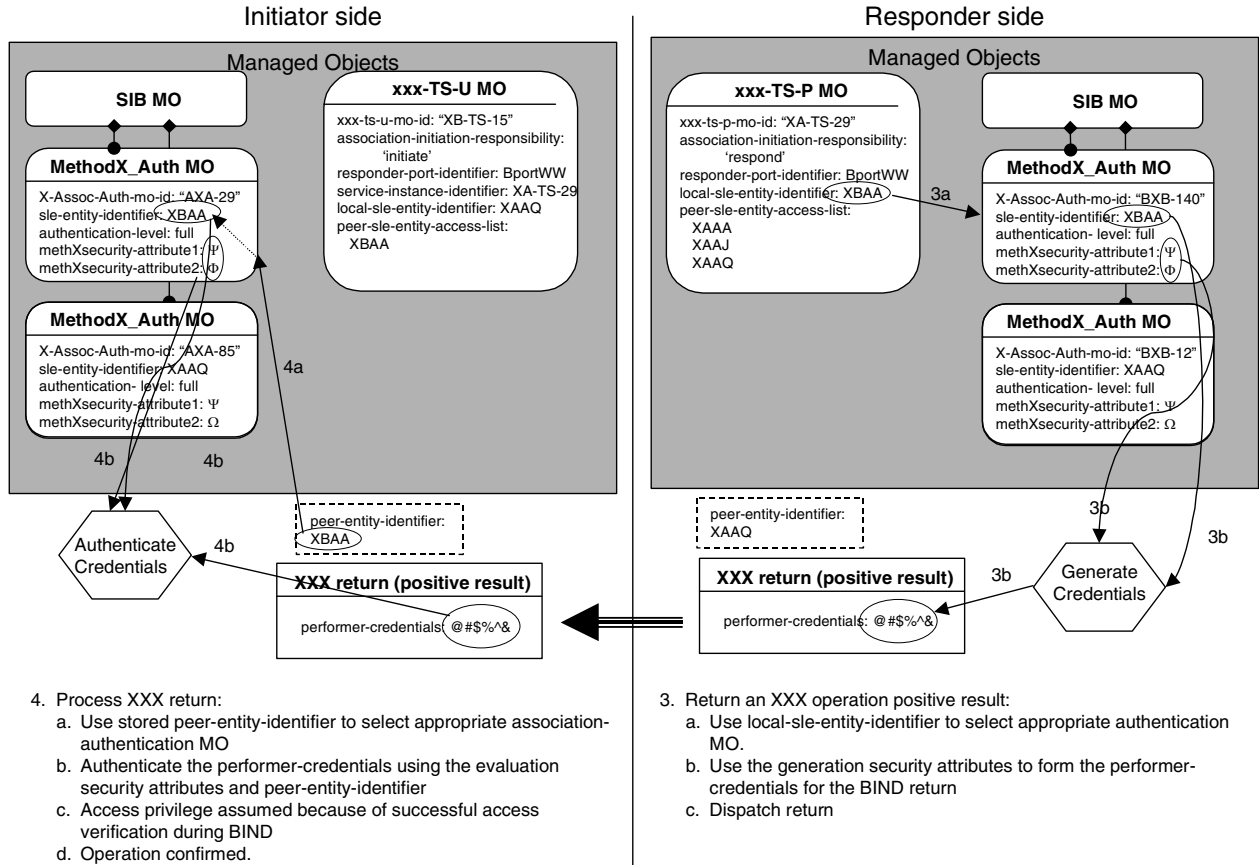 Initiator side
Managed Objects
SIB MO
MethodX_Auth MO
X-Assoc-Auth-mo-id: “AXA-29”
sle-entity-identifier: XBAA
authentication-level: full
methXsecurity-attribute1: Ψ
methXsecurity-attribute2: Φ
MethodX_Auth MO
X-Assoc-Auth-mo-id: “AXA-85”
sle-entity-identifier: XAAQ
authentication- level: full
methXsecurity-attribute1: Ψ
methXsecurity-attribute2: Ω
xxx-TS-U MO
xxx-ts-u-mo-id: “XB-TS-15”
association-initiation-responsibility:
‘initiate’
responder-port-identifier: BportWW
service-instance-identifier: XA-TS-29
local-sle-entity-identifier: XAAQ
peer-sle-entity-access-list:
XBAA
4a
4b
4b
Authenticate
Credentials
4b
peer-entity-identifier:
XBAA
XXX return (positive result)
performer-credentials: @#$%^&
4. Process XXX return:
a. Use stored peer-entity-identifier to select appropriate association-
authentication MO
b. Authenticate the performer-credentials using the evaluation
security attributes and peer-entity-identifier
c. Access privilege assumed because of successful access
verification during BIND
d. Operation confirmed.
Responder side
Managed Objects
xxx-TS-P MO
xxx-ts-p-mo-id: “XA-TS-29”
association-initiation-responsibility:
‘respond’
responder-port-identifier: BportWW
local-sle-entity-identifier: XBAA
peer-sle-entity-access-list:
XAAA
XAAJ
XAAQ
3a
SIB MO
MethodX_Auth MO
X-Assoc-Auth-mo-id: “BXB-140”
sle-entity-identifier: XBAA
authentication- level: full
methXsecurity-attribute1: Ψ
methXsecurity-attribute2: Φ
MethodX_Auth MO
X-Assoc-Auth-mo-id: “BXB-12”
sle-entity-identifier: XAAQ
authentication- level: full
methXsecurity-attribute1: Ψ
methXsecurity-attribute2: Ω
3b
3b
peer-entity-identifier:
XAAQ
XXX return (positive result)
performer-credentials: @#$%^&
3b
Generate
Credentials
3. Return an XXX operation positive result:
a. Use local-sle-entity-identifier to select appropriate authentication
MO.
b. Use the generation security attributes to form the performer-
credentials for the BIND return
c. Dispatch return